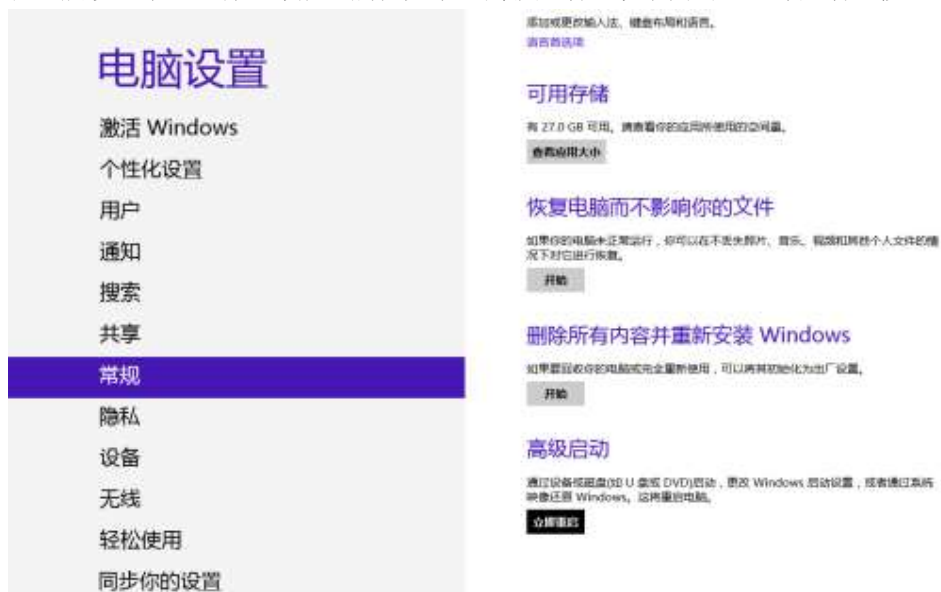 电脑设置
激活 Windows
个性化设置
用户
通知
搜索
共享
常规
隐私
设备
无线
轻松使用
同步你的设置
添加或更改输入法、键盘布局和语言。
语言首选项
可用存储
有 27.0 GB 可用。请查看你的应用所使用的空间量。
查看应用大小
恢复电脑而不影响你的文件
如果你的电脑未正常运行，你可以在不丢失照片、音乐、视频和其他个人文件的情
况下对它进行恢复。
开始
删除所有内容并重新安装 Windows
如果要回收你的电脑或完全重新使用，可以将其初始化为出厂设置。
开始
高级启动
通过设备或磁盘(如 U 盘或 DVD)启动，更改 Windows 启动设置，或者通过系统
映像还原 Windows。这将重启电脑。
立即重启